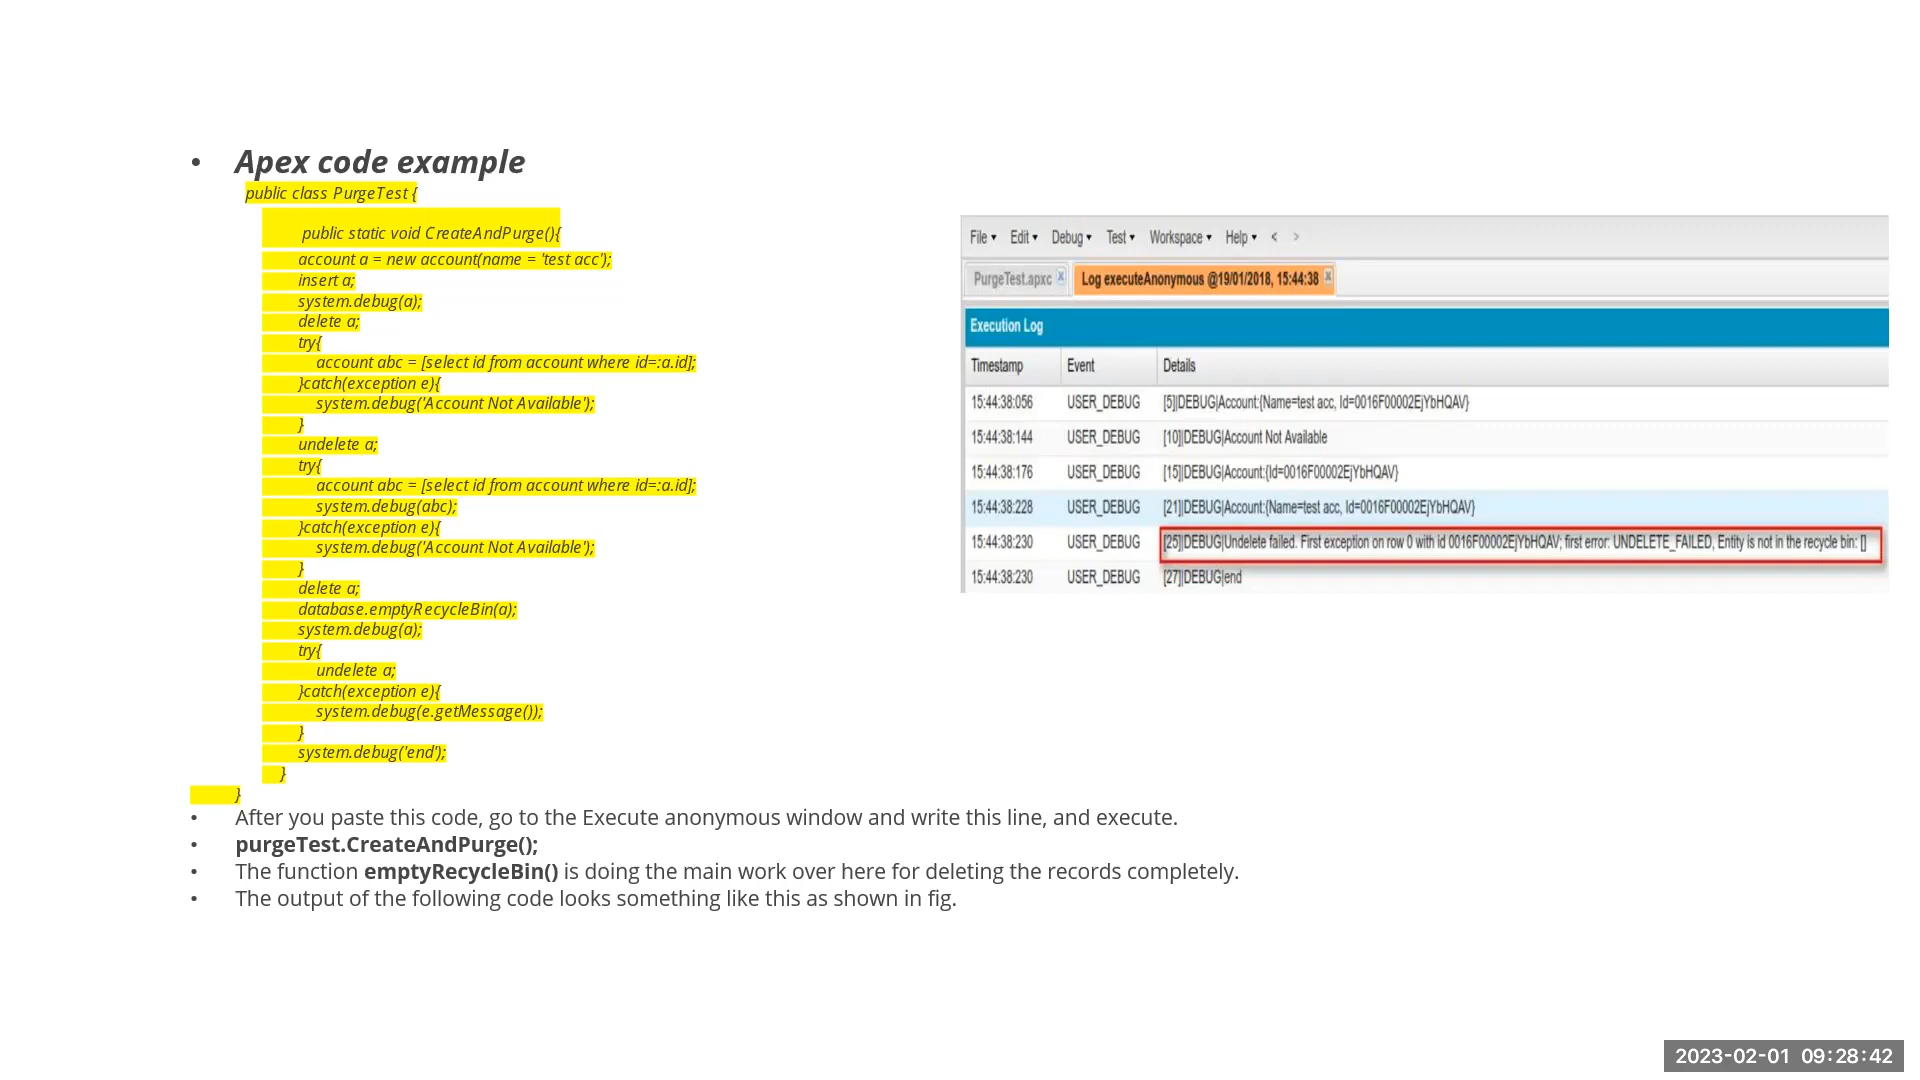 • Apex code example
public class PurgeTest {
public static void CreateAndPurge(){
account a = new account(name = 'test acc');
insert a;
system.debug(a);
delete a;
try{
account abc = [select id from account where id=:a.id];
}catch(exception e){
system.debug('Account Not Available');
}
undelete a;
try{
account abc = [select id from account where id=:a.id];
system.debug(abc);
}catch(exception e){
system.debug('Account Not Available');
}
delete a;
database.emptyRecycleBin(a);
system.debug(a);
try{
undelete a;
}catch(exception e){
system.debug(e.getMessage());
}
system.debug('end');
}
}
• After you paste this code, go to the Execute anonymous window and write this line, and execute.
• purgeTest.CreateAndPurge();
• The function emptyRecycleBin() is doing the main work over here for deleting the records completely.
• The output of the following code looks something like this as shown in fig.
File ▾ Edit ▾ Debug ▾ Test ▾ Workspace ▾ Help ▾ < >
PurgeTest.apxc x Log executeAnonymous @19/01/2018, 15:44:38 x
Execution Log
Timestamp Event Details
15:44:38:056 USER_DEBUG [5]|DEBUG|Account:{Name=test acc, Id=0016F00002EjYbHQAV}
15:44:38:144 USER_DEBUG [10]|DEBUG|Account Not Available
15:44:38:176 USER_DEBUG [15]|DEBUG|Account:{Id=0016F00002EjYbHQAV}
15:44:38:228 USER_DEBUG [21]|DEBUG|Account:{Name=test acc, Id=0016F00002EjYbHQAV}
15:44:38:230 USER_DEBUG [25]|DEBUG|Undelete failed. First exception on row 0 with id 0016F00002EjYbHQAV; first error: UNDELETE_FAILED, Entity is not in the recycle bin: []
15:44:38:230 USER_DEBUG [27]|DEBUG|end
2023-02-01 09:28:42